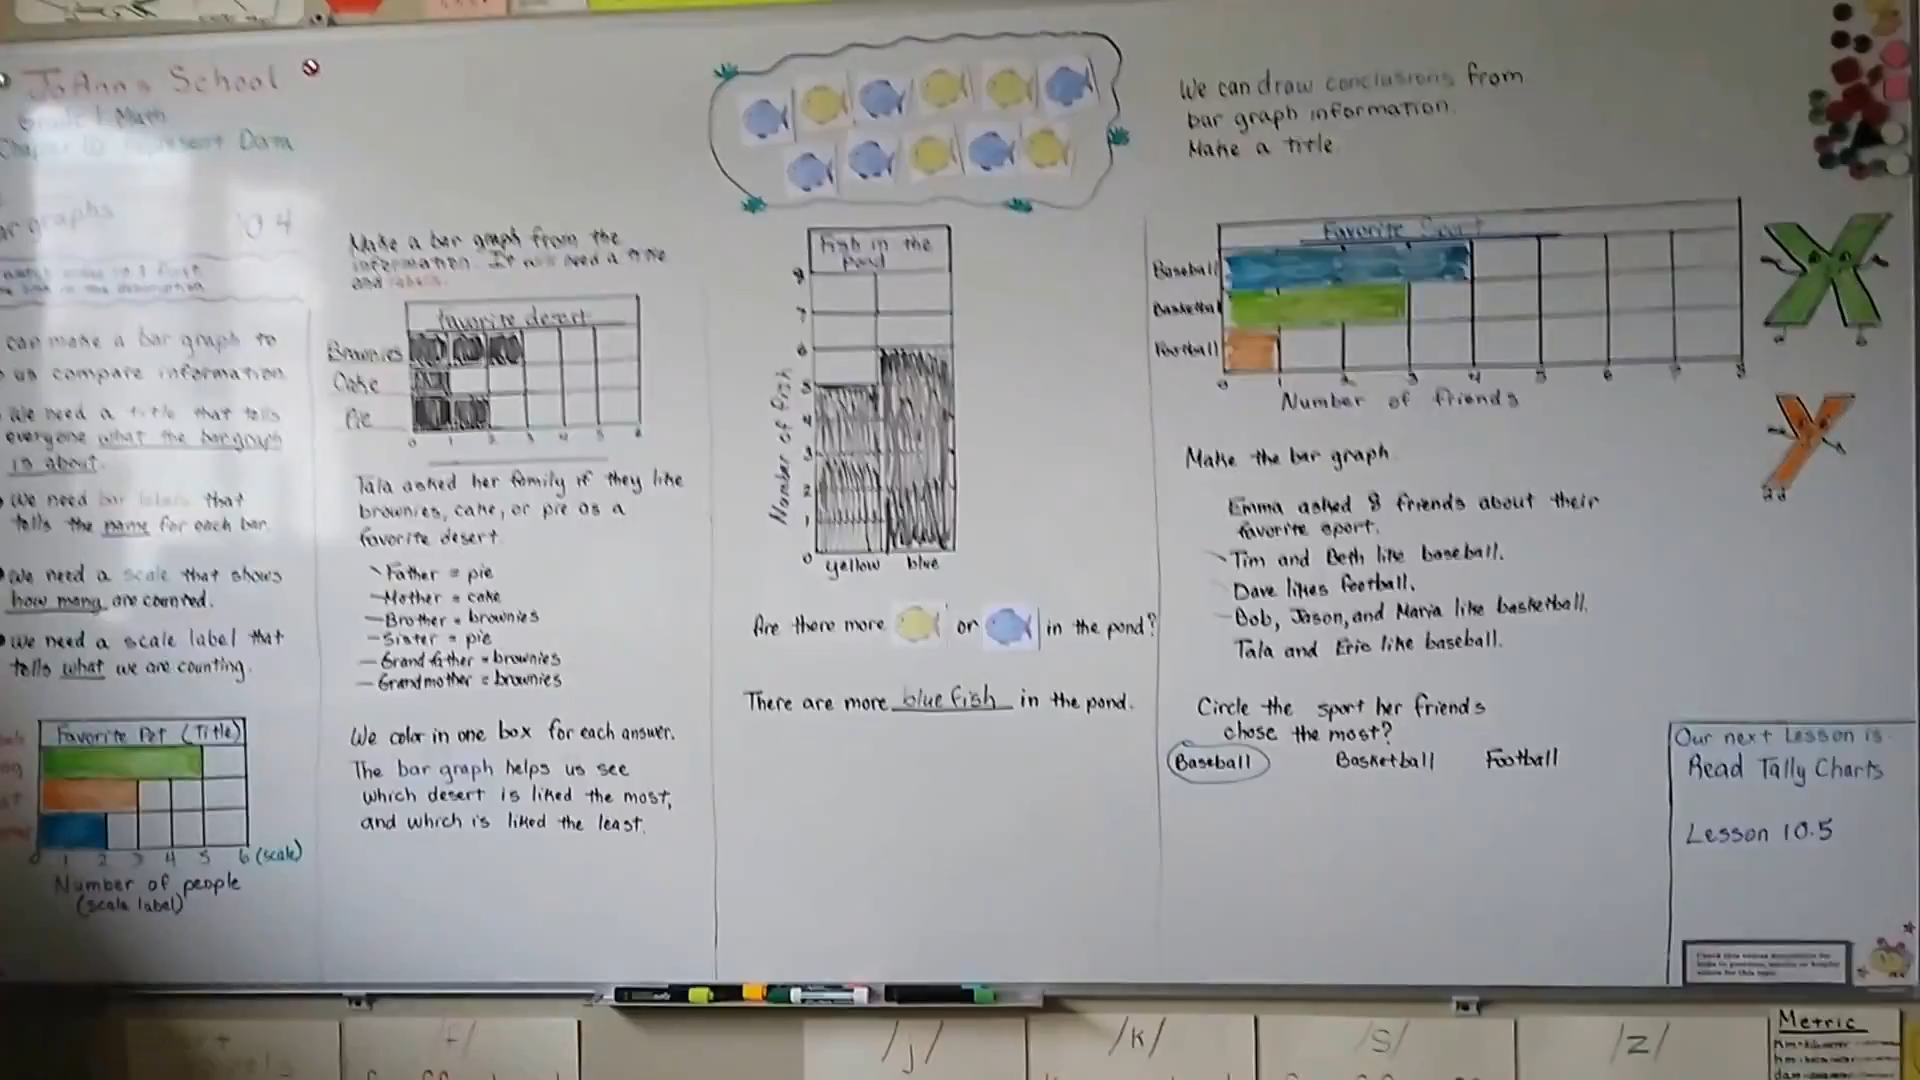 JoAnn's School
Grade 1 Math
Represent Data
graphs
10.4
can make a bar graph to
us compare information.
We need a title that tells
everyone what the bar graph
is about.
We need bar labels that
tells the name for each bar.
We need a scale that shows
how many are counted.
We need a scale label that
tells what we are counting.
Favorite Pet (Title)
0 1 2 3 4 5 6 (scale)
Number of people
(scale label)
Make a bar graph from the
information. It will need a title
and labels.
favorite desert
Brownies
Cake
Pie
0 1 2 3 4 5 6
Tala asked her family if they like
brownies, cake, or pie as a
favorite desert.
Father = pie
Mother = cake
Brother = brownies
Sister = pie
Grandfather = brownies
Grandmother = brownies
We color in one box for each answer.
The bar graph helps us see
which desert is liked the most,
and which is liked the least.
Fish in the
Pond
8
7
6
5
4
3
2
1
0
Number of fish
yellow blue
Are there more or in the pond?
There are more blue fish in the pond.
We can draw conclusions from
bar graph information.
Make a title.
Favorite Sport
Baseball
Basketball
Football
0 1 2 3 4 5 6 7 8
Number of friends
Make the bar graph.
Emma asked 8 friends about their
favorite sport.
Tim and Beth like baseball.
Dave likes football.
Bob, Jason, and Maria like basketball.
Tala and Eric like baseball.
Circle the sport her friends
chose the most?
Baseball Basketball Football
Our next Lesson is
Read Tally Charts
Lesson 10.5
X
Y
/f/
/j/
/k/
/s/
/z/
Metric